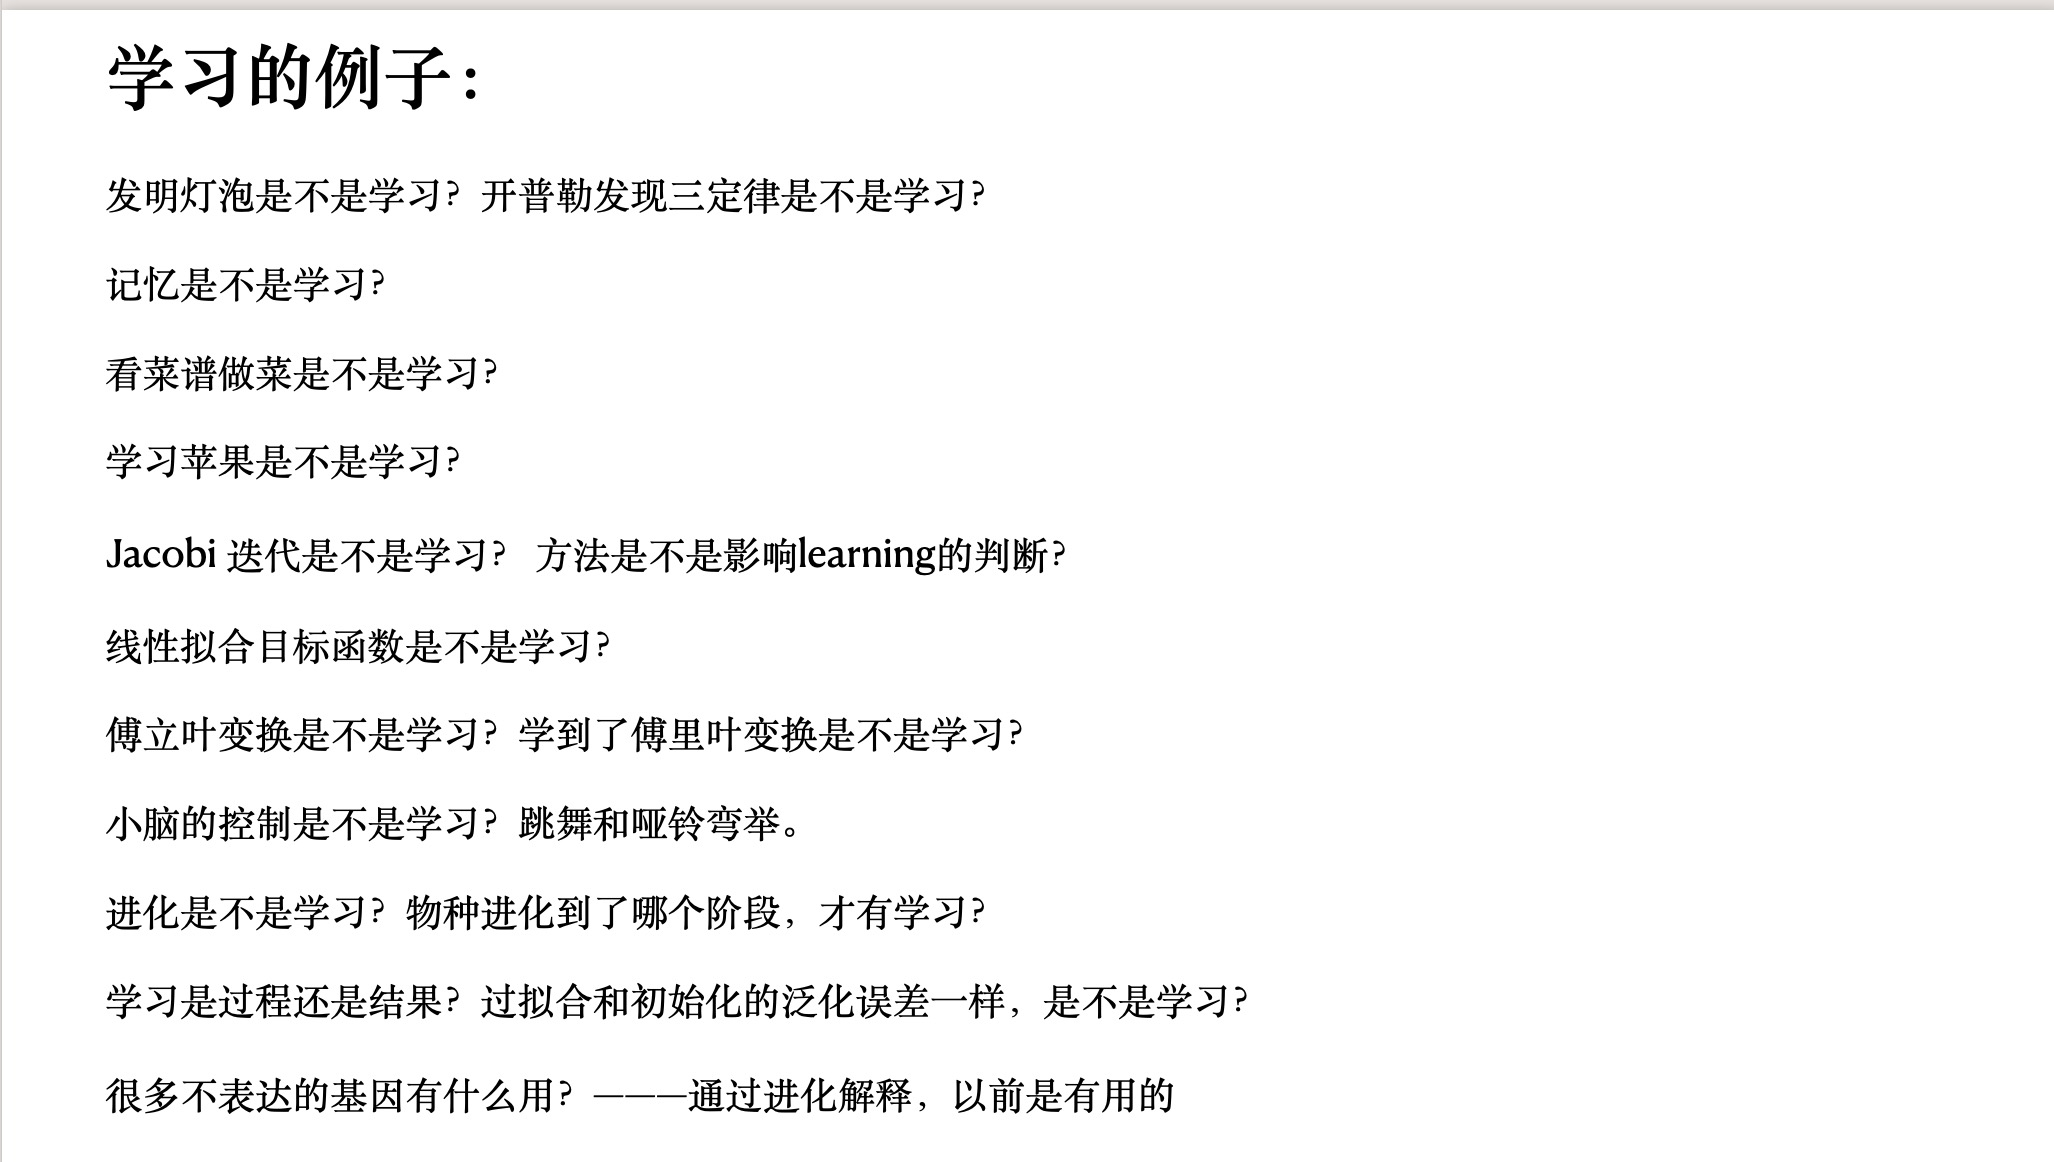 学习的例子：
发明灯泡是不是学习？开普勒发现三定律是不是学习？
记忆是不是学习？
看菜谱做菜是不是学习？
学习苹果是不是学习？
Jacobi 迭代是不是学习？ 方法是不是影响learning的判断？
线性拟合目标函数是不是学习？
傅立叶变换是不是学习？学到了傅里叶变换是不是学习？
小脑的控制是不是学习？跳舞和哑铃弯举。
进化是不是学习？物种进化到了哪个阶段，才有学习？
学习是过程还是结果？过拟合和初始化的泛化误差一样，是不是学习？
很多不表达的基因有什么用？———通过进化解释，以前是有用的